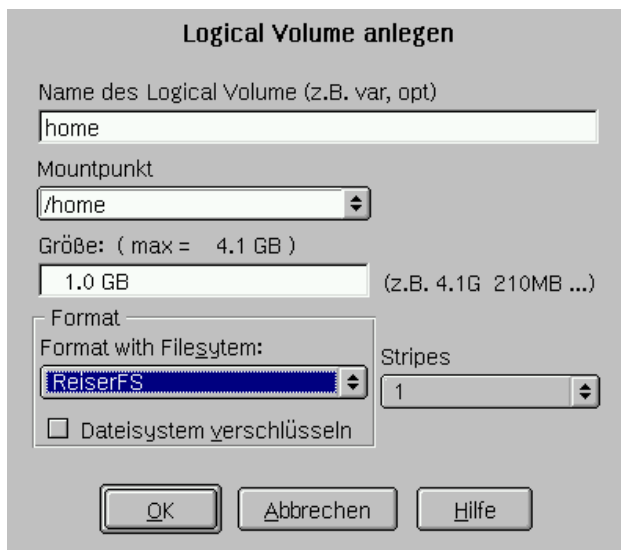 Logical Volume anlegen
Name des Logical Volume (z.B. var, opt)
home
Mountpunkt
/home
Größe: ( max = 4.1 GB )
1.0 GB (z.B. 4.1G 210MB ...)
Format
Format with Filesytem:
Stripes
ReiserFS
1
Dateisystem verschlüsseln
OK Abbrechen Hilfe